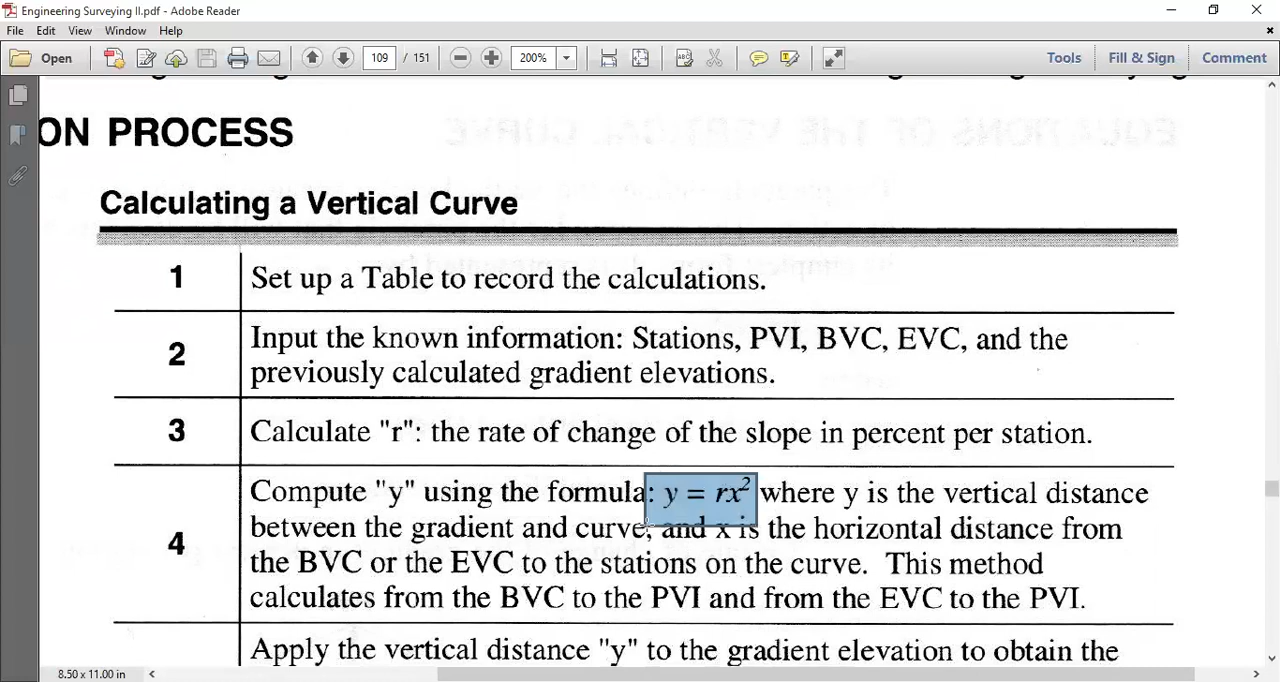 Engineering Surveying II.pdf - Adobe Reader
File Edit View Window Help
Open 109 / 151 200% Tools Fill & Sign Comment
ON PROCESS
Calculating a Vertical Curve
1 Set up a Table to record the calculations.
2 Input the known information: Stations, PVI, BVC, EVC, and the
previously calculated gradient elevations.
3 Calculate "r": the rate of change of the slope in percent per station.
4 Compute "y" using the formula: y = rx² where y is the vertical distance
between the gradient and curve, and x is the horizontal distance from
the BVC or the EVC to the stations on the curve. This method
calculates from the BVC to the PVI and from the EVC to the PVI.
Apply the vertical distance "y" to the gradient elevation to obtain the
8.50 x 11.00 in